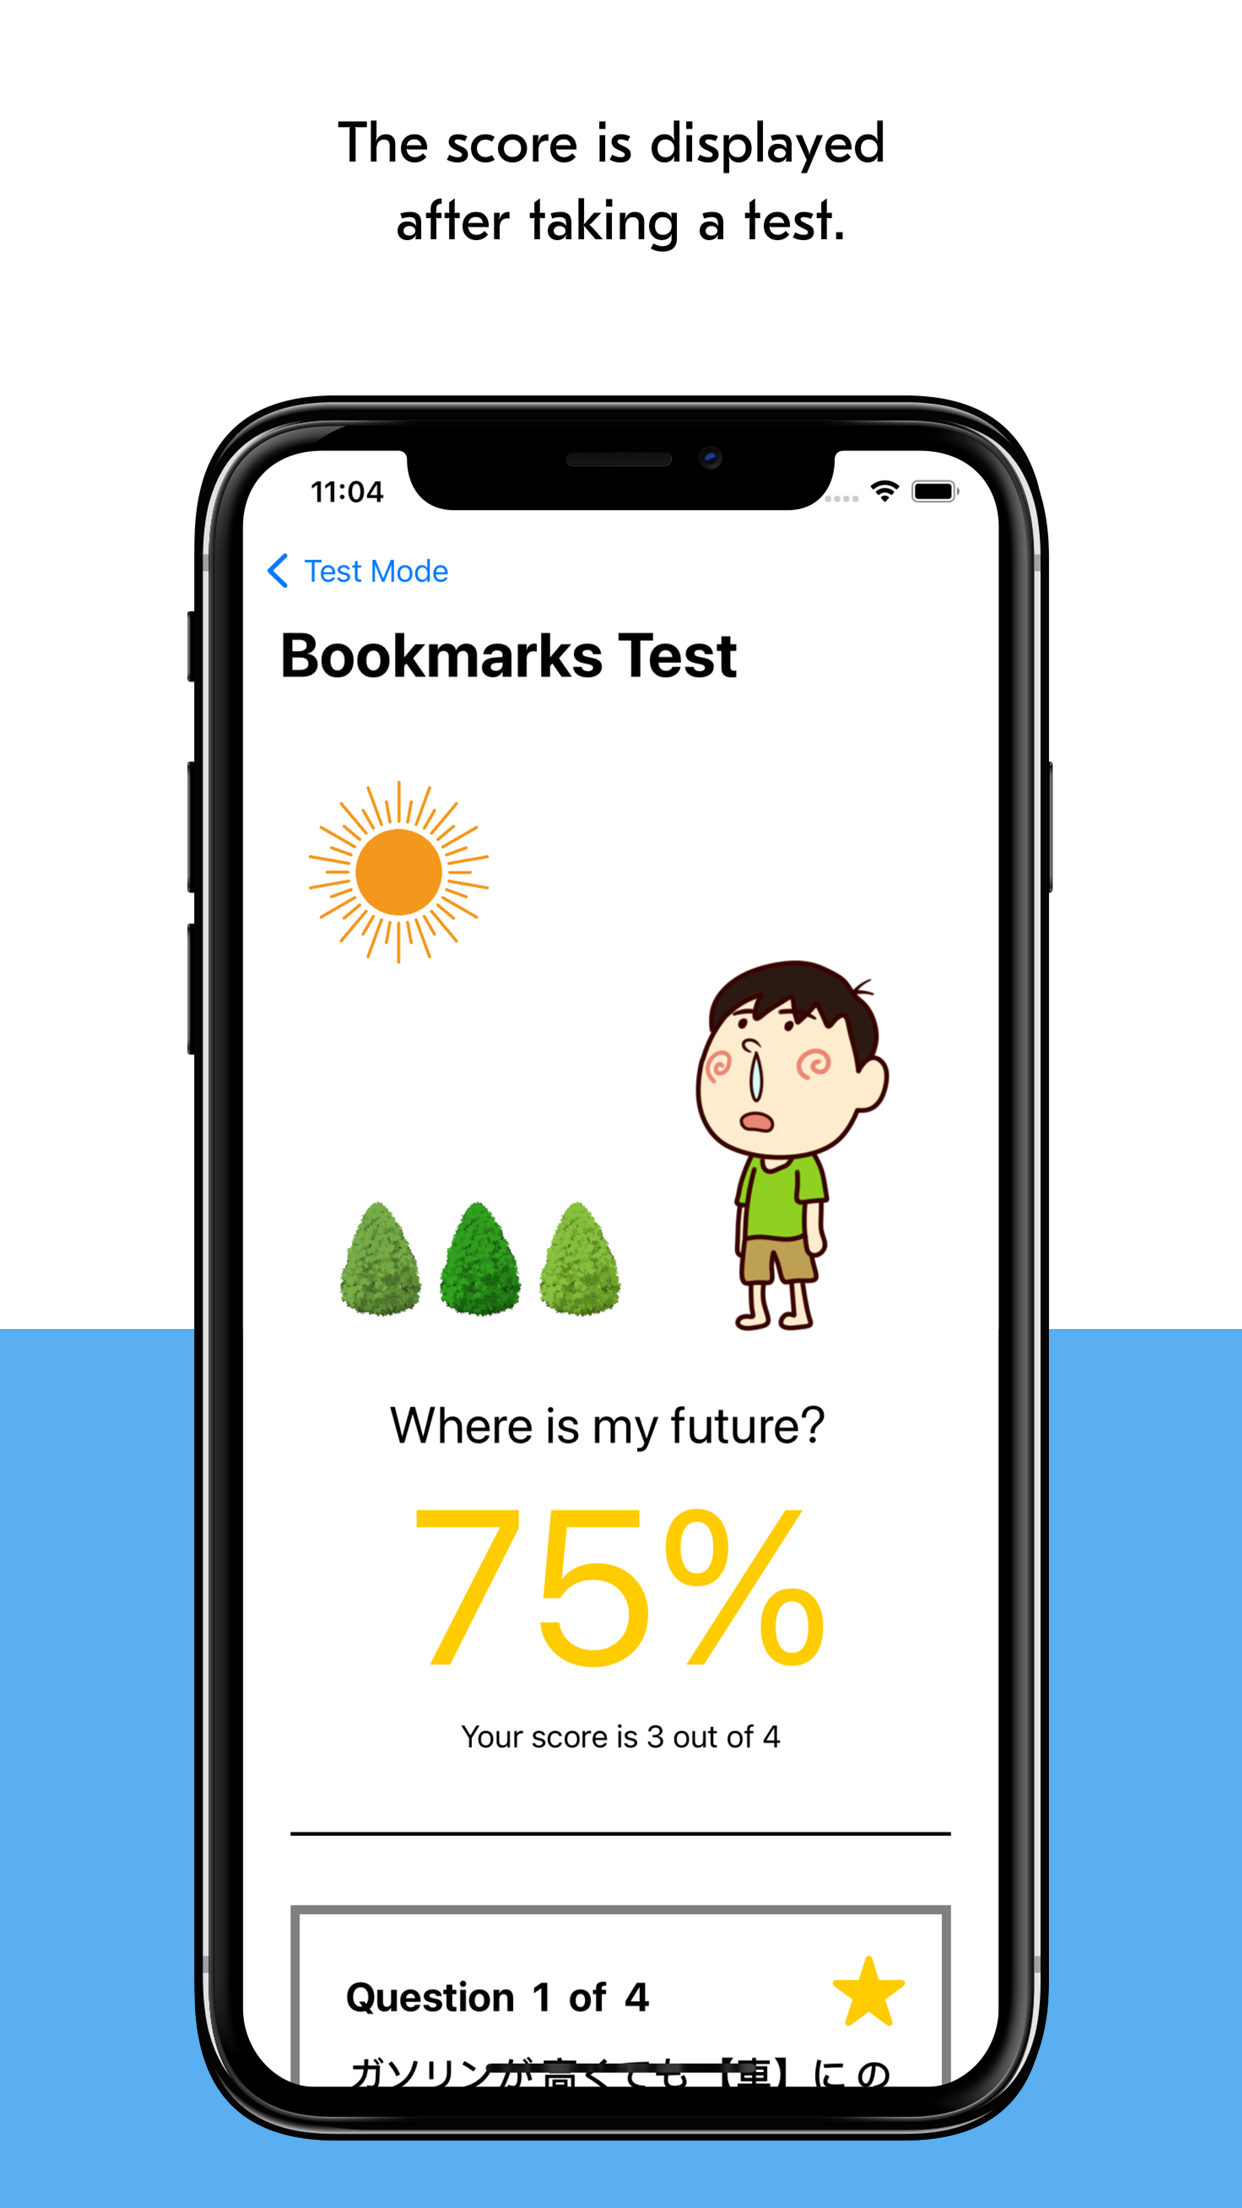 The score is displayed
after taking a test.
11:04
Test Mode
Bookmarks Test
Where is my future?
75%
Your score is 3 out of 4
Question 1 of 4
ガソリンが 高くても 【車】に の